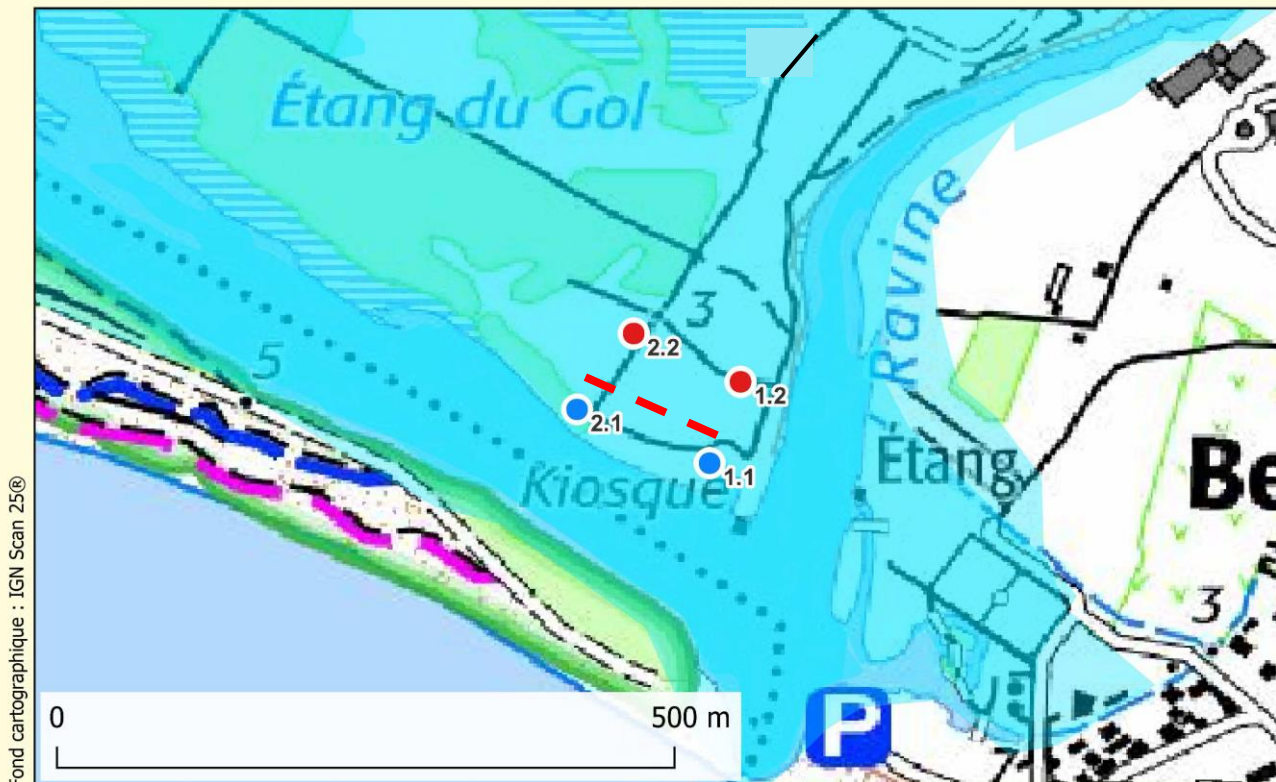 Étang du Gol
Ravine
3
2.2
5
1.2
2.1
Étang
Kiosque
1.1
Be
3
0
500 m
P
Fond cartographique : IGN Scan 25®